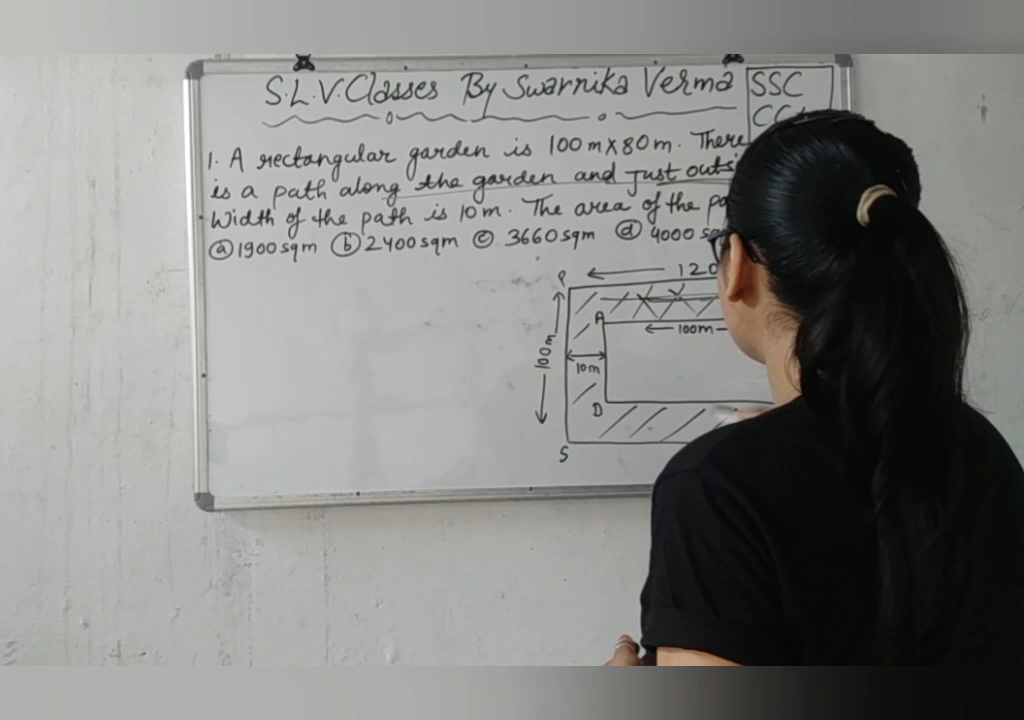 S.L.V. Classes By Swarnika Verma
SSC
1. A rectangular garden is 100m x 80m. There
is a path along the garden and just
Width of the path is 10m. The area of the
ⓐ 1900 sqm ⓑ 2400 sqm ⓒ 3660 sqm ⓓ 4000
P
120
A
100m
100m
10m
D
S